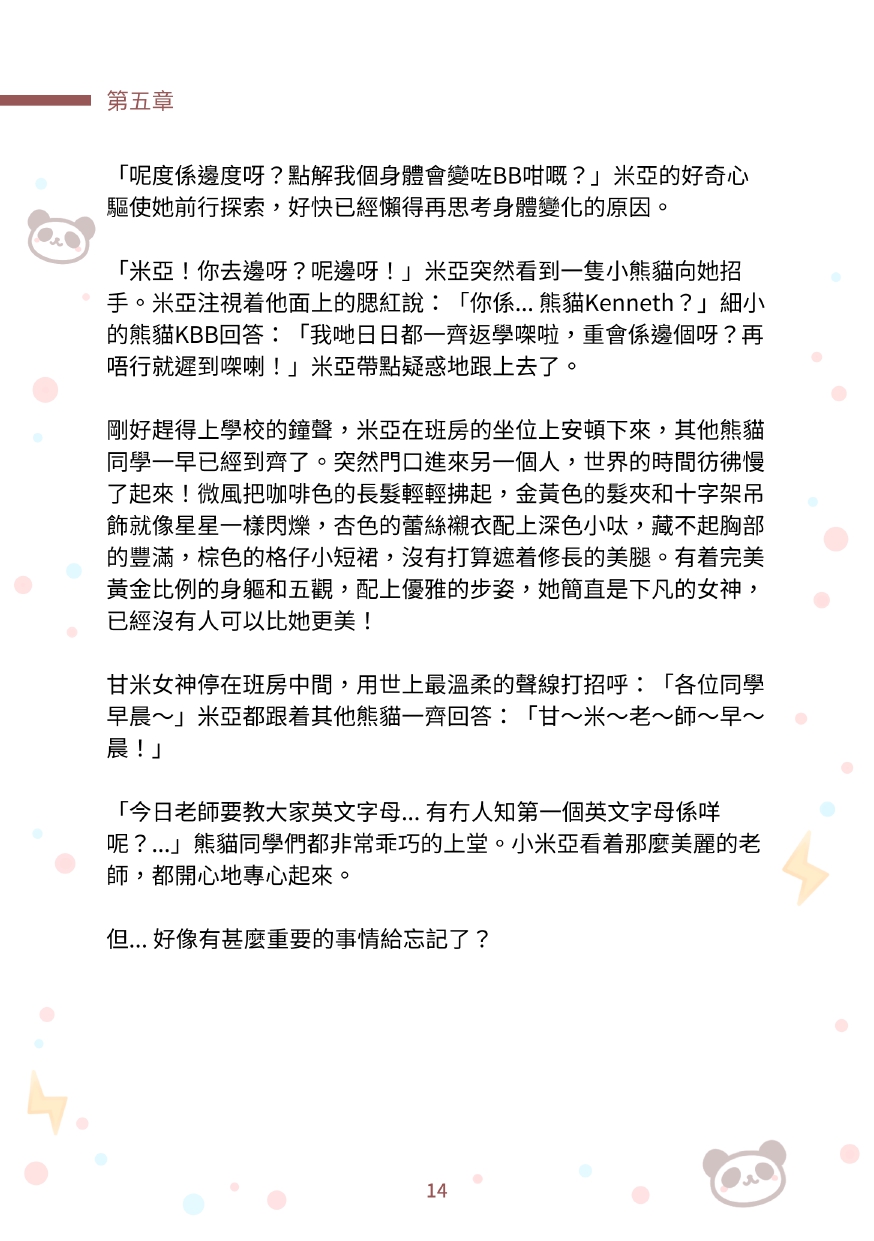 第五章
「呢度係邊度呀？點解我個身體會變咗BB咁嘅？」米亞的好奇心
驅使她前行探索，好快已經懶得再思考身體變化的原因。
「米亞！你去邊呀？呢邊呀！」米亞突然看到一隻小熊貓向她招
手。米亞注視着他面上的腮紅說：「你係... 熊貓Kenneth？」細小
的熊貓KBB回答：「我哋日日都一齊返學㗎啦，重會係邊個呀？再
唔行就遲到㗎喇！」米亞帶點疑惑地跟上去了。
剛好趕得上學校的鐘聲，米亞在班房的坐位上安頓下來，其他熊貓
同學一早已經到齊了。突然門口進來另一個人，世界的時間彷彿慢
了起來！微風把咖啡色的長髮輕輕拂起，金黃色的髮夾和十字架吊
飾就像星星一樣閃爍，杏色的蕾絲襯衣配上深色小呔，藏不起胸部
的豐滿，棕色的格仔小短裙，沒有打算遮着修長的美腿。有着完美
黃金比例的身軀和五觀，配上優雅的步姿，她簡直是下凡的女神，
已經沒有人可以比她更美！
甘米女神停在班房中間，用世上最溫柔的聲線打招呼：「各位同學
早晨～」米亞都跟着其他熊貓一齊回答：「甘～米～老～師～早～
晨！」
「今日老師要教大家英文字母... 有冇人知第一個英文字母係咩
呢？...」熊貓同學們都非常乖巧的上堂。小米亞看着那麼美麗的老
師，都開心地專心起來。
但... 好像有甚麼重要的事情給忘記了？
14